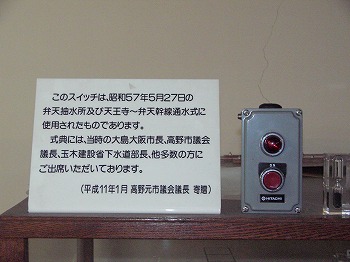 このスイッチは、昭和57年5月27日の
弁天抽水所及び天王寺～弁天幹線通水式に
使用されたものであります。
式典には、当時の大島大阪市長、高野市議会
議長、玉木建設省下水道部長、他多数の方に
ご出席いただいております。
（平成11年1月 高野元市議会議長 寄贈）
HITACHI